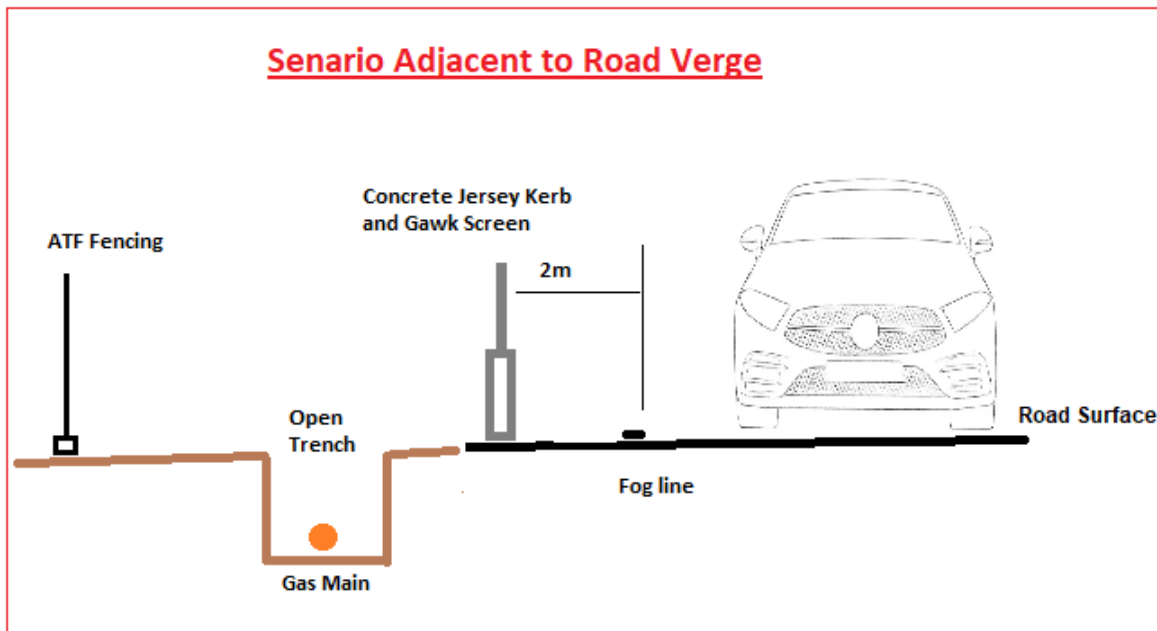 Senario Adjacent to Road Verge
Concrete Jersey Kerb
and Gawk Screen
ATF Fencing
2m
Open
Trench
Road Surface
Fog line
Gas Main